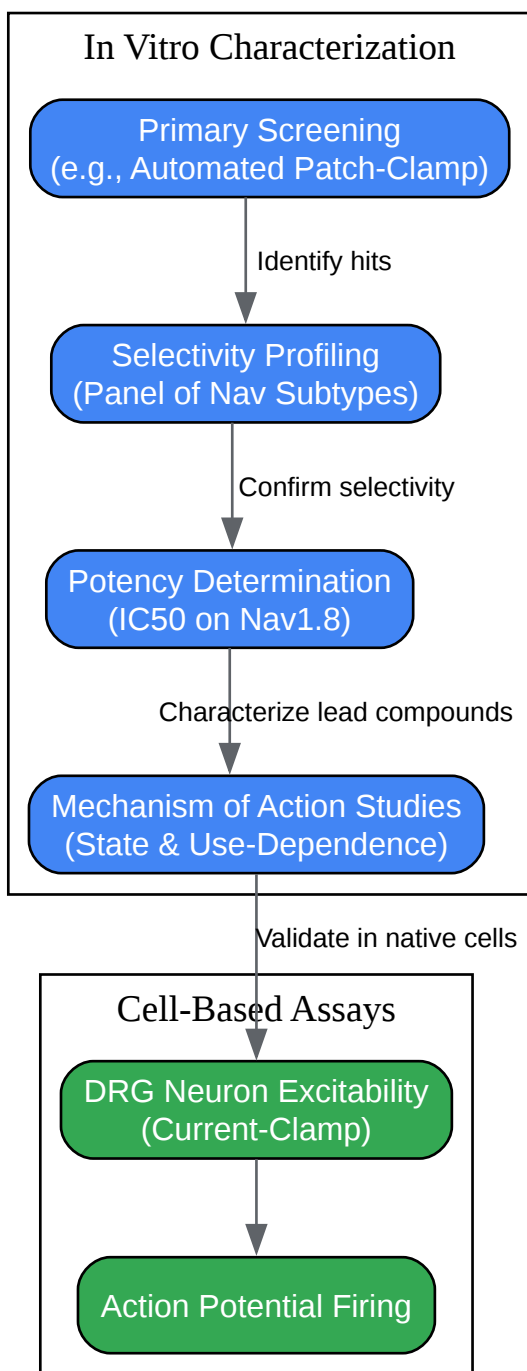 In Vitro Characterization
Primary Screening
(e.g., Automated Patch-Clamp)
Identify hits
Selectivity Profiling
(Panel of Nav Subtypes)
Confirm selectivity
Potency Determination
(IC50 on Nav1.8)
Characterize lead compounds
Mechanism of Action Studies
(State & Use-Dependence)
Validate in native cells
Cell-Based Assays
DRG Neuron Excitability
(Current-Clamp)
Action Potential Firing